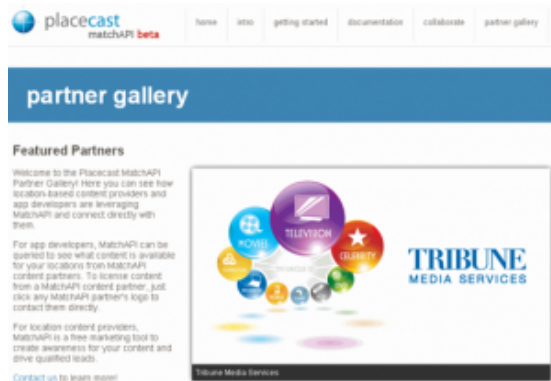 placecast
matchAPI beta
home intro getting started documentation collaborate partner gallery
partner gallery
Featured Partners
Welcome to the Placecast MatchAPI
Partner Gallery! Here you can see how
location-based content providers and
app developers are leveraging
MatchAPI and connect directly with
them.
For app developers, MatchAPI can be
queried to see what content is available
for your locations from MatchAPI
content partners. To license content
from a MatchAPI content partner, just
click any MatchAPI partner's logo to
contact them directly.
For location content providers,
MatchAPI is a free marketing tool to
create awareness for your content and
drive qualified leads.
Contact us to learn more!
MOVIES
TELEVISION
CELEBRITY
TRIBUNE
MEDIA SERVICES
Tribune Media Services